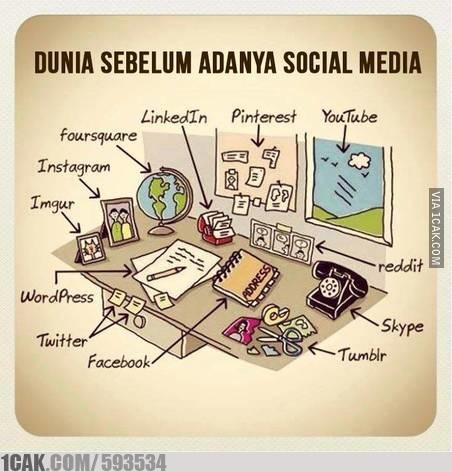 DUNIA SEBELUM ADANYA SOCIAL MEDIA
LinkedIn
Pinterest
YouTube
foursquare
Instagram
Imgur
VIA 1CAK.COM
reddit
ADDRESS
WordPress
Twitter
Facebook
Skype
Tumblr
1CAK.COM/593534